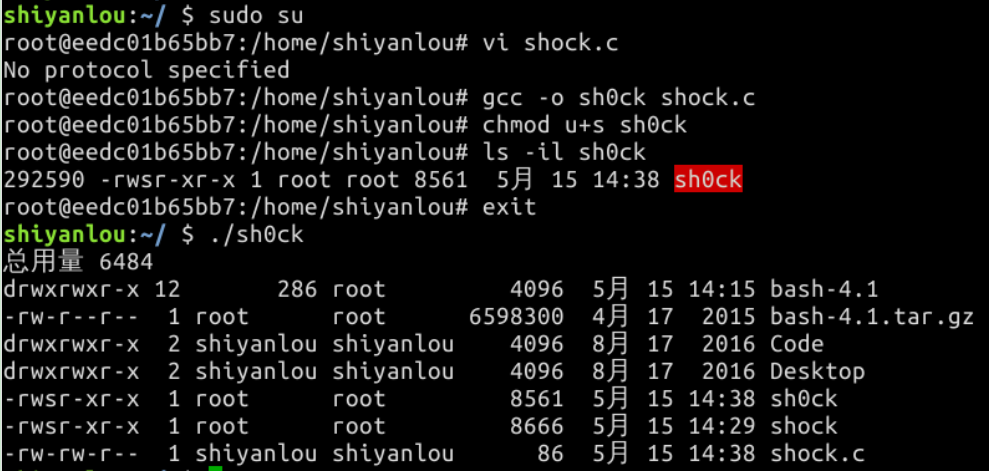 shiyanlou:~/ $ sudo su
root@eedc01b65bb7:/home/shiyanlou# vi shock.c
No protocol specified
root@eedc01b65bb7:/home/shiyanlou# gcc -o sh0ck shock.c
root@eedc01b65bb7:/home/shiyanlou# chmod u+s sh0ck
root@eedc01b65bb7:/home/shiyanlou# ls -il sh0ck
292590 -rwsr-xr-x 1 root root 8561  5月 15 14:38 sh0ck
root@eedc01b65bb7:/home/shiyanlou# exit
shiyanlou:~/ $ ./sh0ck
总用量 6484
drwxrwxr-x 12       286 root         4096  5月 15 14:15 bash-4.1
-rw-r--r--  1 root      root      6598300  4月 17  2015 bash-4.1.tar.gz
drwxrwxr-x  2 shiyanlou shiyanlou    4096  8月 17  2016 Code
drwxrwxr-x  2 shiyanlou shiyanlou    4096  8月 17  2016 Desktop
-rwsr-xr-x  1 root      root         8561  5月 15 14:38 sh0ck
-rwsr-xr-x  1 root      root         8666  5月 15 14:29 shock
-rw-rw-r--  1 shiyanlou shiyanlou      86  5月 15 14:38 shock.c